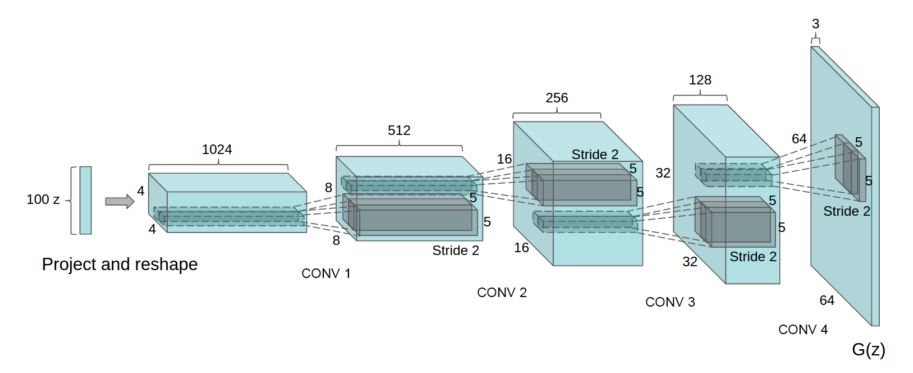 100 z
Project and reshape
1024
4
4
CONV 1
512
8
8
5
5
Stride 2
CONV 2
256
16
16
Stride 2
5
5
CONV 3
128
32
32
5
5
Stride 2
CONV 4
3
64
64
5
5
Stride 2
G(z)